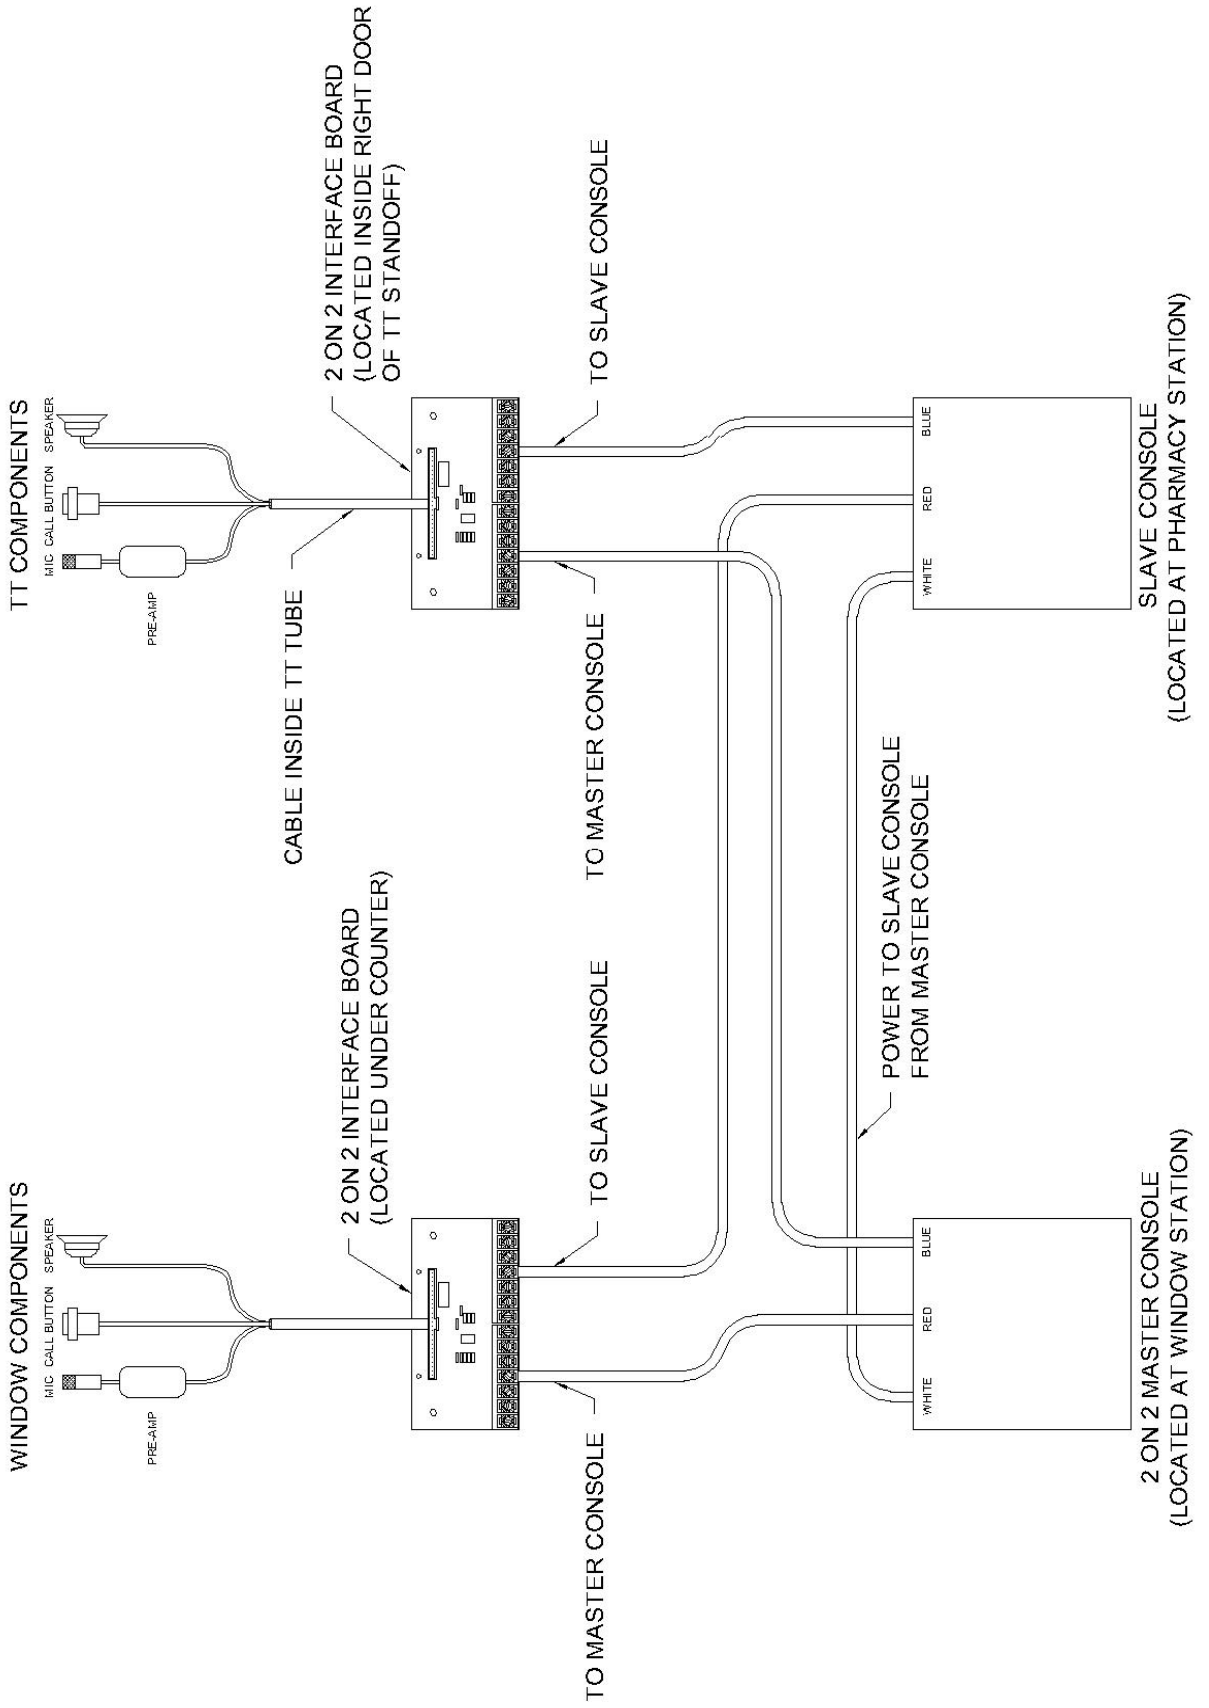 WINDOW COMPONENTS
MIC
CALL BUTTON
SPEAKER
PRE-AMP
2 ON 2 INTERFACE BOARD
(LOCATED UNDER COUNTER)
TO MASTER CONSOLE
TO SLAVE CONSOLE
TT COMPONENTS
MIC
CALL BUTTON
SPEAKER
PRE-AMP
CABLE INSIDE TT TUBE
2 ON 2 INTERFACE BOARD
(LOCATED INSIDE RIGHT DOOR
OF TT STANDOFF)
TO MASTER CONSOLE
TO SLAVE CONSOLE
POWER TO SLAVE CONSOLE
FROM MASTER CONSOLE
WHITE
RED
BLUE
2 ON 2 MASTER CONSOLE
(LOCATED AT WINDOW STATION)
WHITE
RED
BLUE
SLAVE CONSOLE
(LOCATED AT PHARMACY STATION)